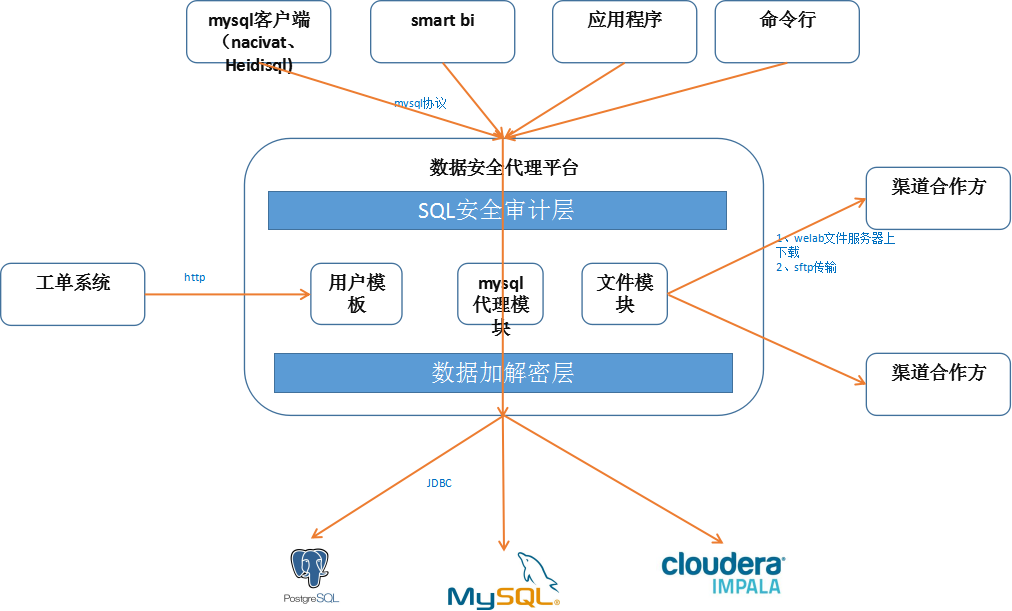 mysql客户端
（nacivat、
Heidisql)
smart bi
应用程序
命令行
mysql协议
数据安全代理平台
SQL安全审计层
渠道合作方
1、welab文件服务器上
下载
2、sftp传输
工单系统
http
用户模
板
mysql
代理模
块
文件模
块
数据加解密层
渠道合作方
JDBC
PostgreSQL
MySQL®
cloudera®
IMPALA